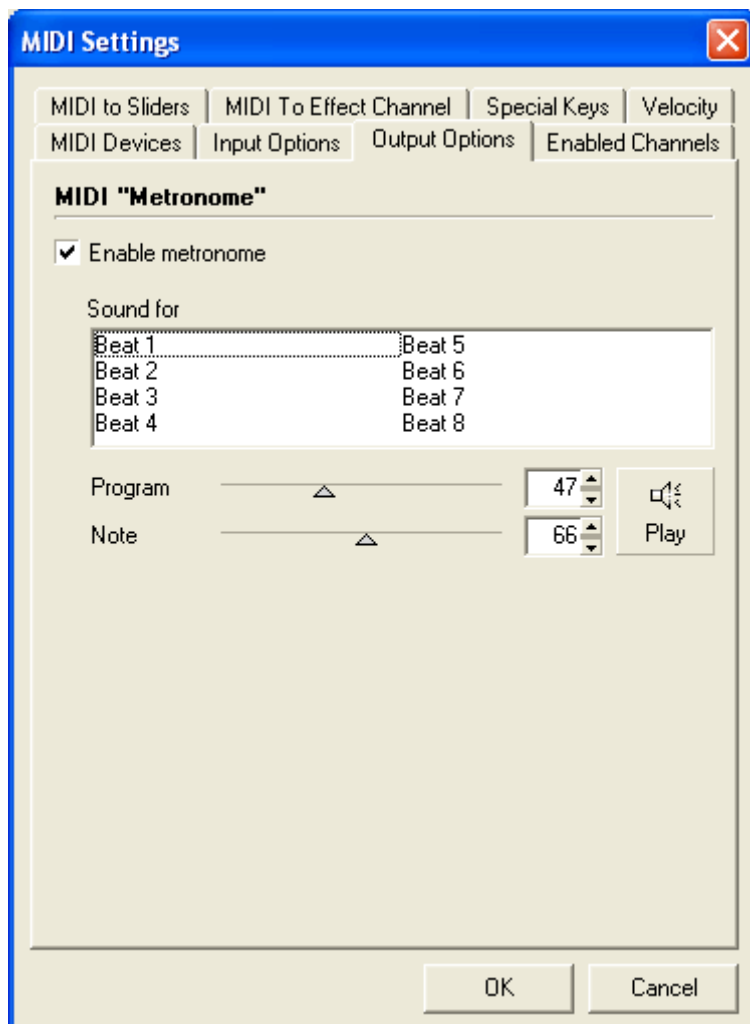 MIDI Settings
MIDI to Sliders MIDI To Effect Channel Special Keys Velocity
MIDI Devices Input Options Output Options Enabled Channels
MIDI "Metronome"
Enable metronome
Sound for
Beat 1 Beat 5
Beat 2 Beat 6
Beat 3 Beat 7
Beat 4 Beat 8
Program 47
Note 66 Play
OK Cancel